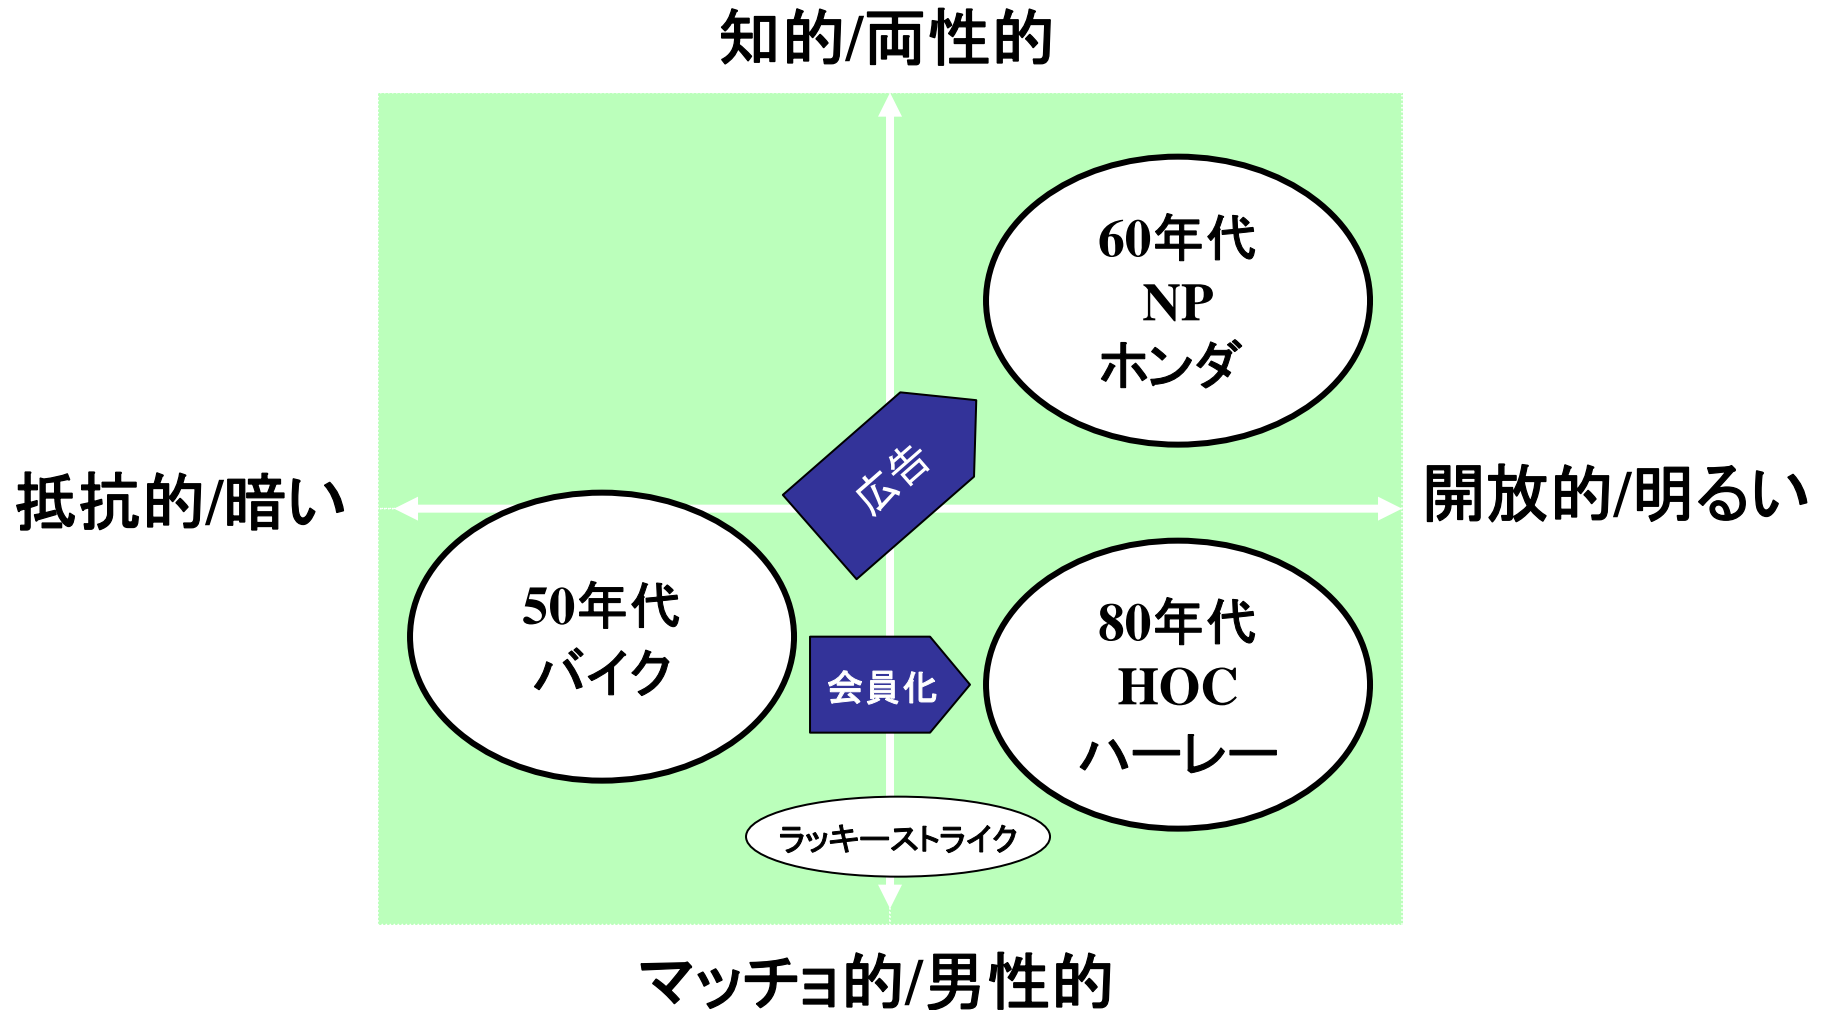 知的/両性的
60年代
NP
ホンダ
広告
抵抗的/暗い
開放的/明るい
50年代
バイク
会員化
80年代
HOC
ハーレー
ラッキーストライク
マッチョ的/男性的